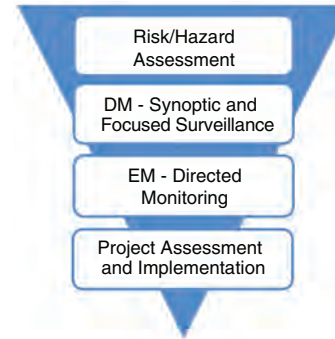 Risk/Hazard
Assessment
DM - Synoptic and
Focused Surveillance
EM - Directed
Monitoring
Project Assessment
and Implementation